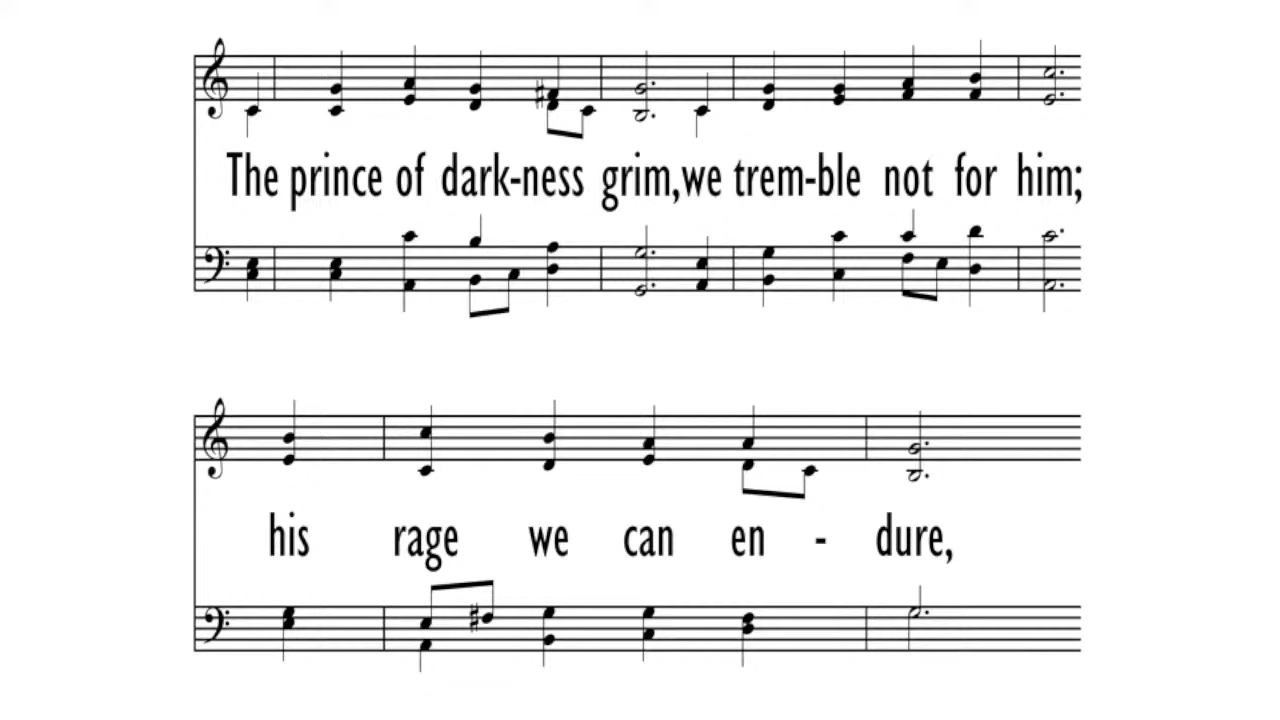 The prince of dark-ness grim,we trem-ble not for him;
his rage we can en - dure,